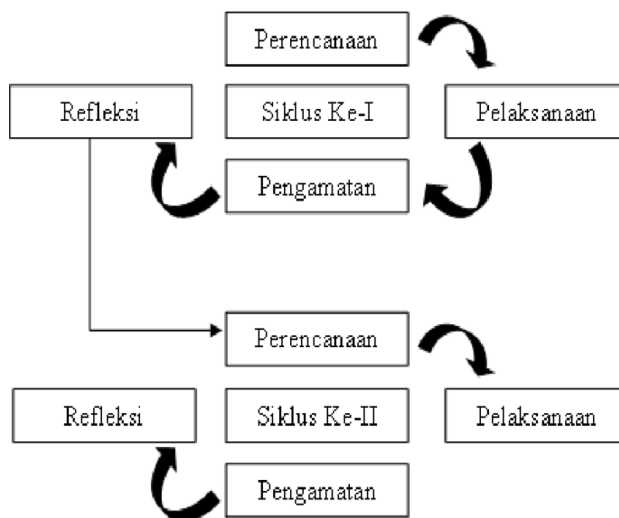 Perencanaan
Refleksi
Siklus Ke-I
Pelaksanaan
Pengamatan
Perencanaan
Refleksi
Siklus Ke-II
Pelaksanaan
Pengamatan